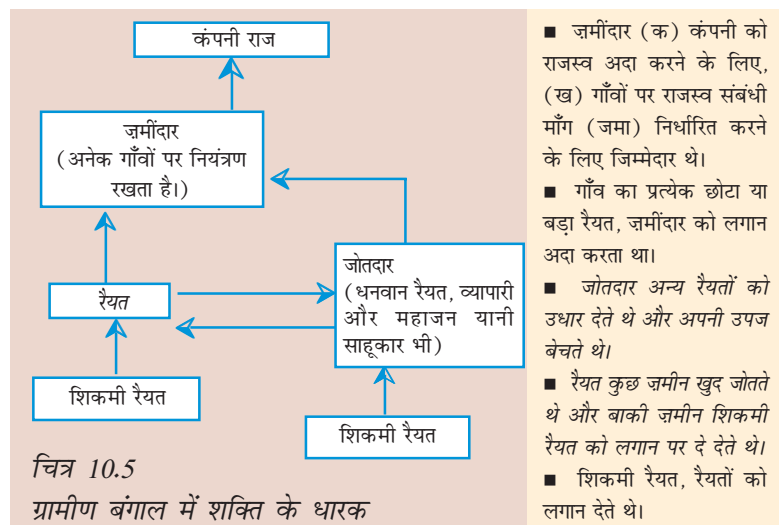 कंपनी राज
ज़मींदार
(अनेक गाँवों पर नियंत्रण
रखता है।)
रैयत
जोतदार
(धनवान रैयत, व्यापारी
और महाजन यानी
साहूकार भी)
शिकमी रैयत
शिकमी रैयत
चित्र 10.5
ग्रामीण बंगाल में शक्ति के धारक
■ ज़मींदार (क) कंपनी को
राजस्व अदा करने के लिए,
(ख) गाँवों पर राजस्व संबंधी
माँग (जमा) निर्धारित करने
के लिए जिम्मेदार थे।
■ गाँव का प्रत्येक छोटा या
बड़ा रैयत, ज़मींदार को लगान
अदा करता था।
■ जोतदार अन्य रैयतों को
उधार देते थे और अपनी उपज
बेचते थे।
■ रैयत कुछ ज़मीन खुद जोतते
थे और बाकी ज़मीन शिकमी
रैयत को लगान पर दे देते थे।
■ शिकमी रैयत, रैयतों को
लगान देते थे।